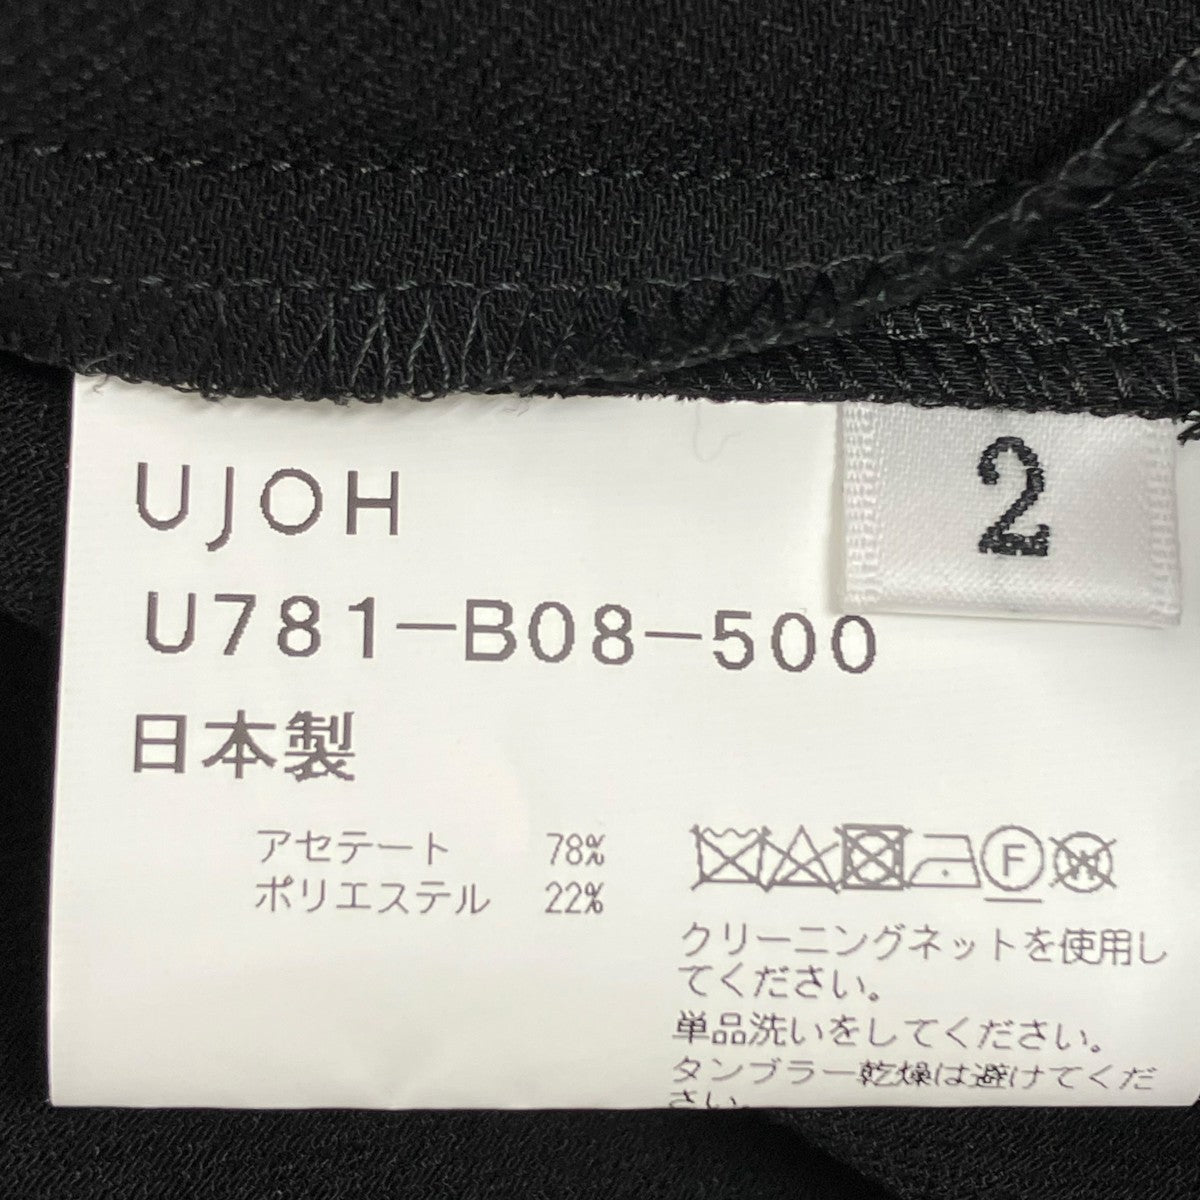 UJOH
2
U781-B08-500
日本製
アセテート 78%
ポリエステル 22%
F W
クリーニングネットを使用し
てください。
単品洗いをしてください。
タンブラー乾燥は避けてくだ
さい。